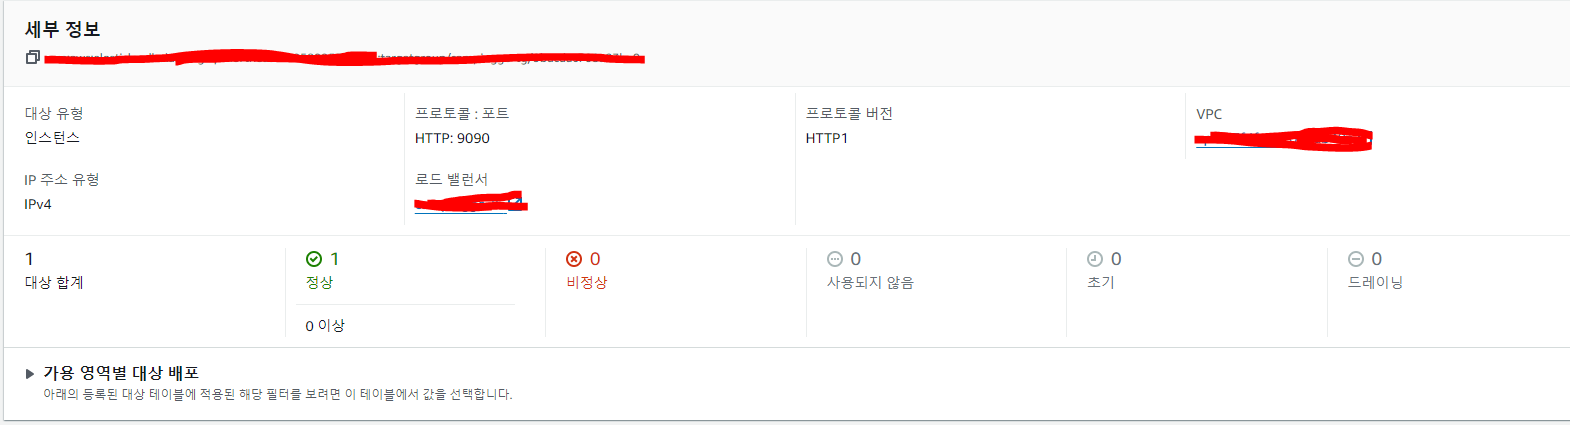 세부 정보
대상 유형
인스턴스
프로토콜 : 포트
HTTP: 9090
프로토콜 버전
HTTP1
VPC
IP 주소 유형
IPv4
로드 밸런서
1
대상 합계
1
정상
0 이상
0
비정상
0
사용되지 않음
0
초기
0
드레이닝
가용 영역별 대상 배포
아래의 등록된 대상 테이블에 적용된 해당 필터를 보려면 이 테이블에서 값을 선택합니다.